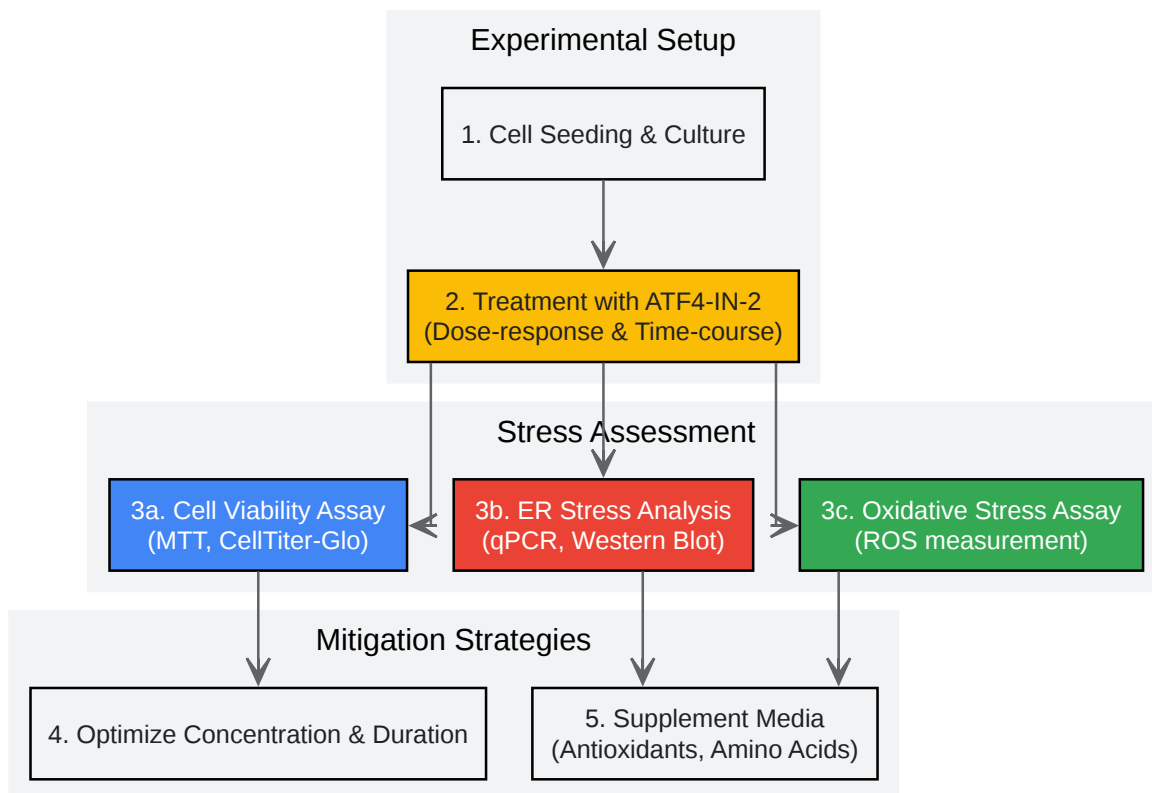 Experimental Setup
1. Cell Seeding & Culture
2. Treatment with ATF4-IN-2
(Dose-response & Time-course)
Stress Assessment
3a. Cell Viability Assay
(MTT, CellTiter-Glo)
3b. ER Stress Analysis
(qPCR, Western Blot)
3c. Oxidative Stress Assay
(ROS measurement)
Mitigation Strategies
4. Optimize Concentration & Duration
5. Supplement Media
(Antioxidants, Amino Acids)